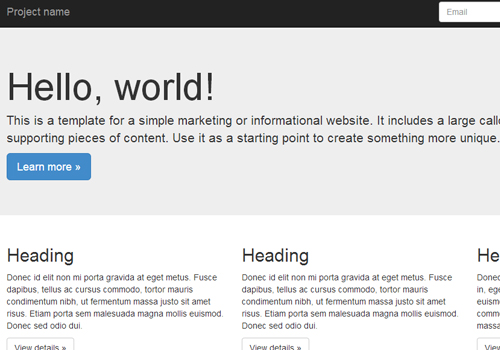 Project name
Email
Hello, world!
This is a template for a simple marketing or informational website. It includes a large
supporting pieces of content. Use it as a starting point to create something more unique.
Learn more »
Heading
Donec id elit non mi porta gravida at eget metus. Fusce
dapibus, tellus ac cursus commodo, tortor mauris
condimentum nibh, ut fermentum massa justo sit amet
risus. Etiam porta sem malesuada magna mollis euismod.
Donec sed odio dui.
View details »
Heading
Donec id elit non mi porta gravida at eget metus. Fusce
dapibus, tellus ac cursus commodo, tortor mauris
condimentum nibh, ut fermentum massa justo sit amet
risus. Etiam porta sem malesuada magna mollis euismod.
Donec sed odio dui.
View details »